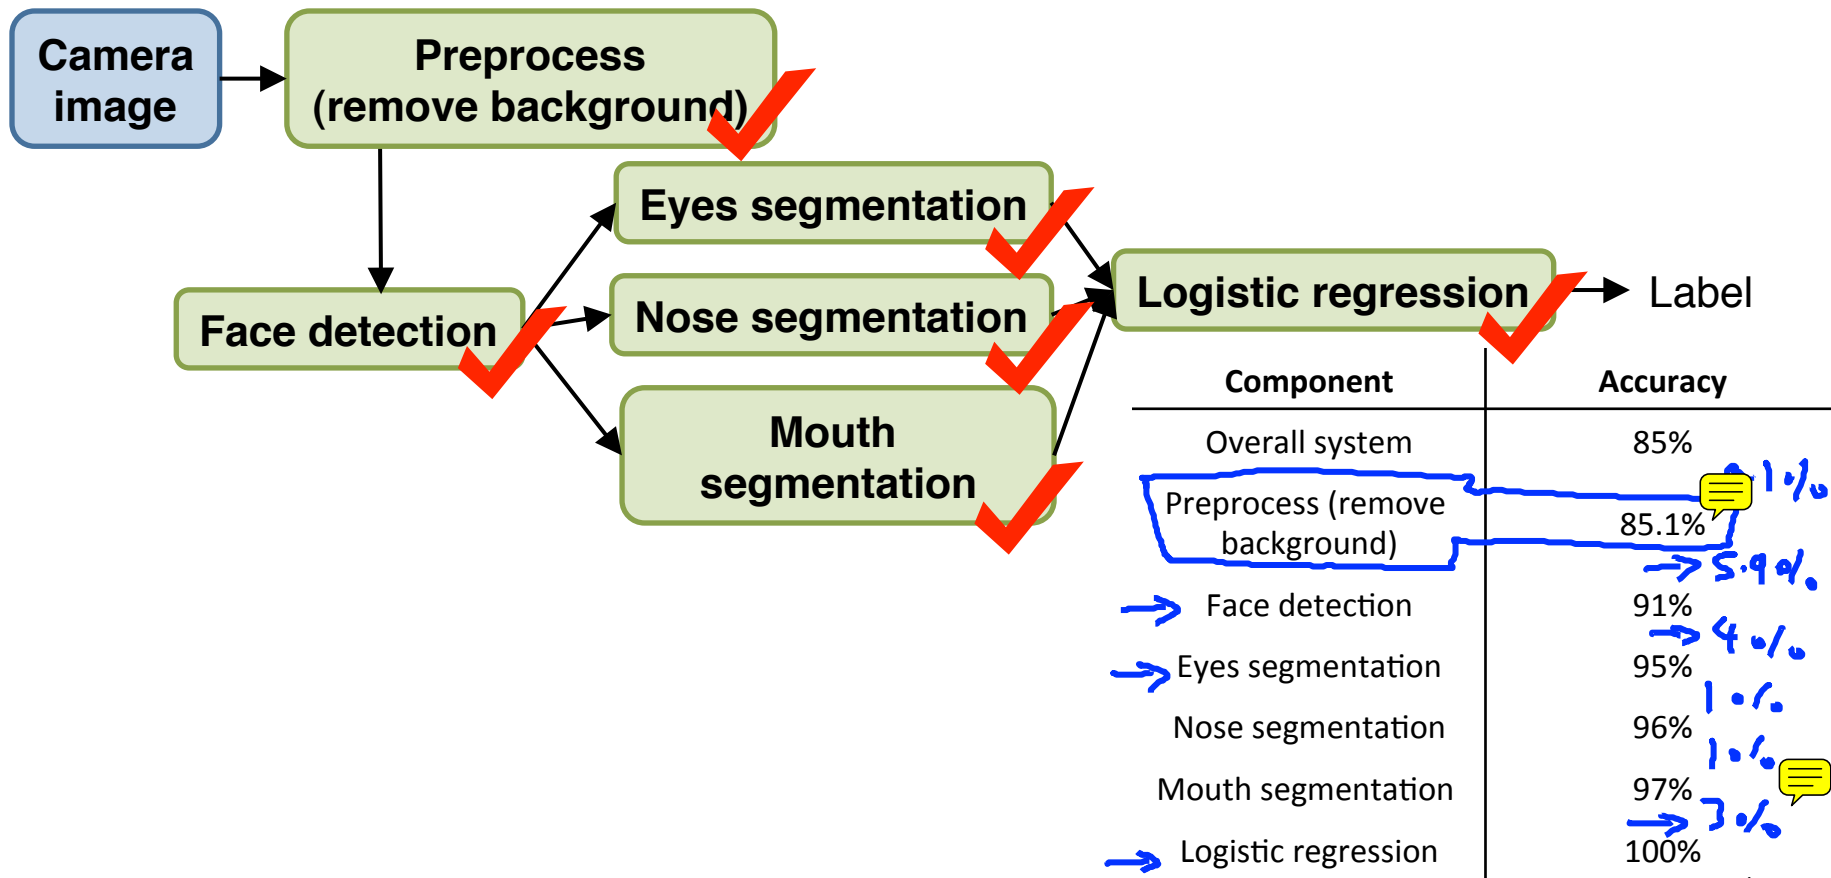 Camera
image
Preprocess
(remove background)
Eyes segmentation
Nose segmentation
Mouth
segmentation
Face detection
Logistic regression
Label
Component Accuracy
Overall system 85%
Preprocess (remove
background) 85.1%
5.9%
Face detection 91%
4%
Eyes segmentation 95%
1%
Nose segmentation 96%
1%
Mouth segmentation 97%
3%
Logistic regression 100%